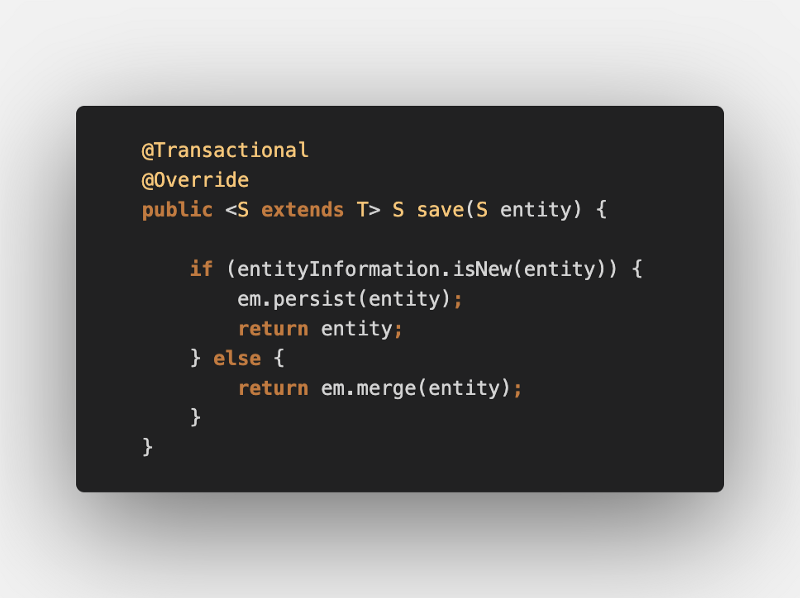 @Transactional
@Override
public <S extends T> S save(S entity) {
if (entityInformation.isNew(entity)) {
em.persist(entity);
return entity;
} else {
return em.merge(entity);
}
}